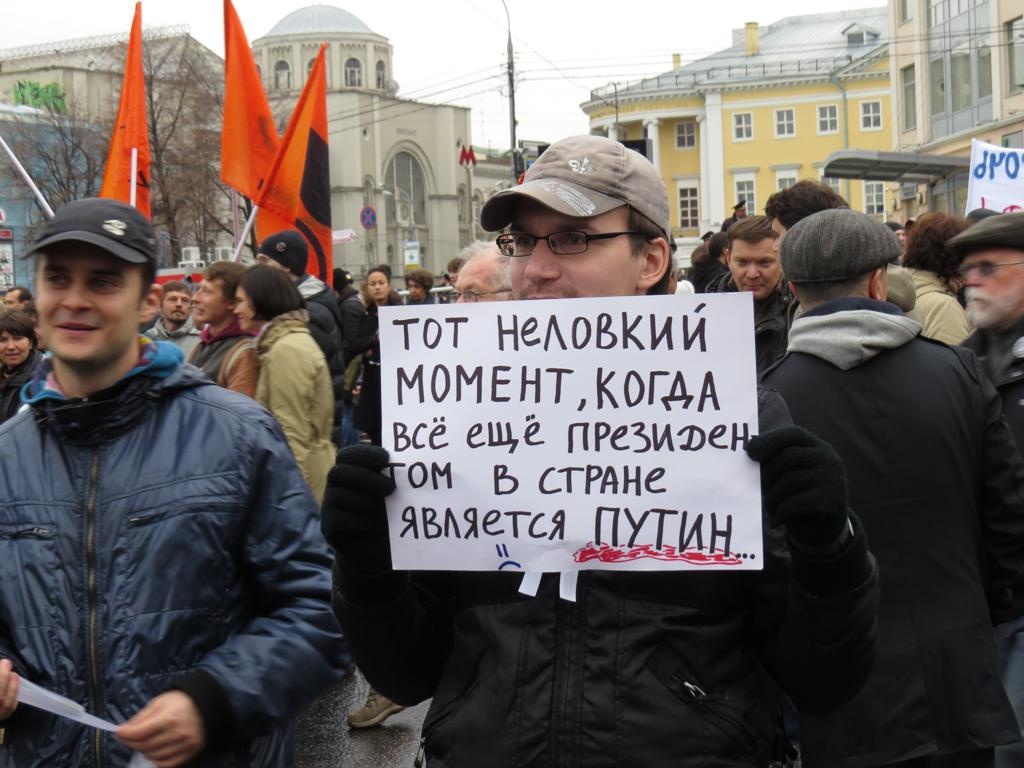 ТОТ НЕЛОВКИЙ
МОМЕНТ, КОГДА
ВСЁ ЕЩЁ ПРЕЗИДЕН
ТОМ В СТРАНЕ
ЯВЛЯЕТСЯ ПУТИН...
М